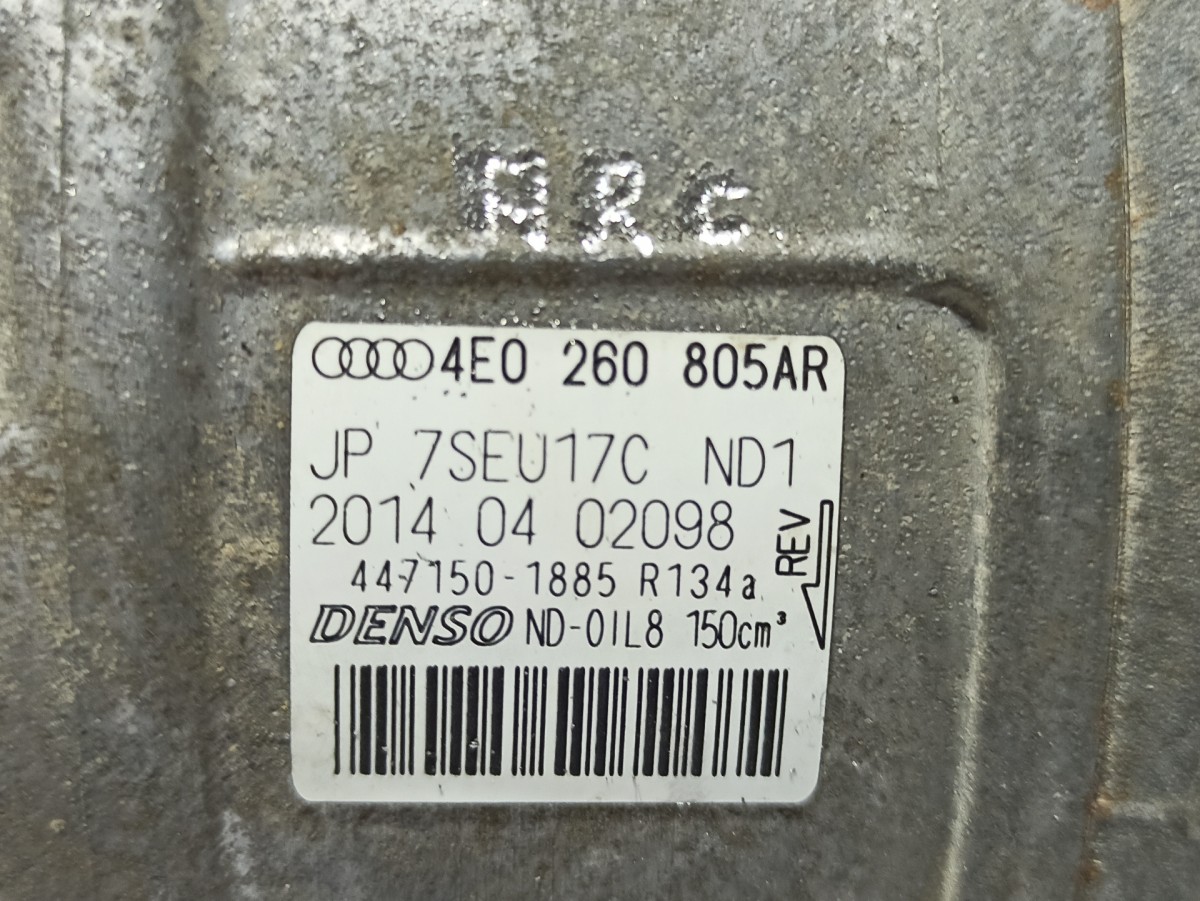 ARC
4E0 260 805AR
JP 7SEU17C ND1
2014 04 02098
447150-1885 R134a
REV
DENSO ND-OIL8 150cm³